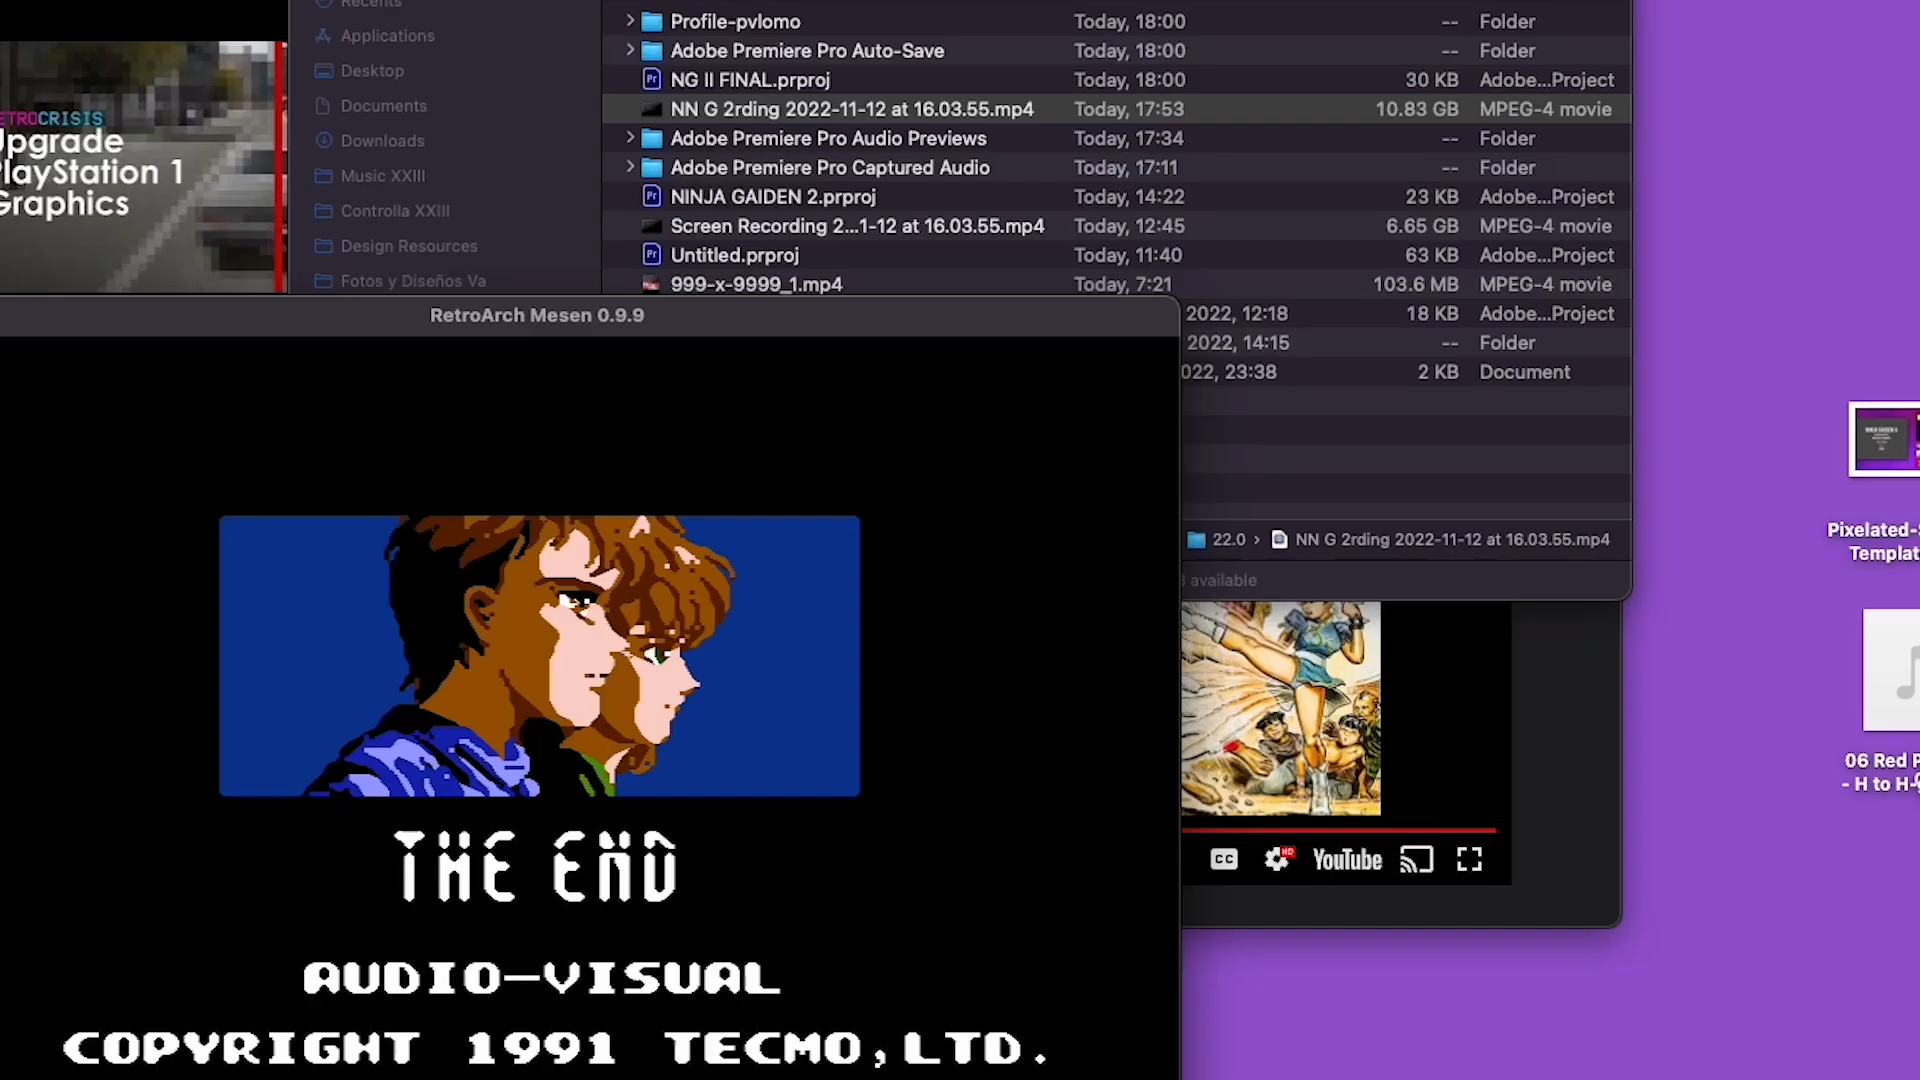 Recents
Applications
Desktop
Documents
Downloads
Music XXIII
Controlla XXIII
Design Resources
Fotos y Diseños Va
Profile-pvlomo Today, 18:00 -- Folder
Adobe Premiere Pro Auto-Save Today, 18:00 -- Folder
NG II FINAL.prproj Today, 18:00 30 KB Adobe...Project
NN G 2rding 2022-11-12 at 16.03.55.mp4 Today, 17:53 10.83 GB MPEG-4 movie
Adobe Premiere Pro Audio Previews Today, 17:34 -- Folder
Adobe Premiere Pro Captured Audio Today, 17:11 -- Folder
NINJA GAIDEN 2.prproj Today, 14:22 23 KB Adobe...Project
Screen Recording 2...1-12 at 16.03.55.mp4 Today, 12:45 6.65 GB MPEG-4 movie
Untitled.prproj Today, 11:40 63 KB Adobe...Project
999-x-9999_1.mp4 Today, 7:21 103.6 MB MPEG-4 movie
2022, 12:18 18 KB Adobe...Project
2022, 14:15 -- Folder
022, 23:38 2 KB Document
22.0 › NN G 2rding 2022-11-12 at 16.03.55.mp4
available
ETROCRISIS
Upgrade
PlayStation 1
Graphics
RetroArch Mesen 0.9.9
THE END
AUDIO-VISUAL
COPYRIGHT 1991 TECMO,LTD.
CC HD YouTube
Pixelated-S
Templat
06 Red P
- H to H-g